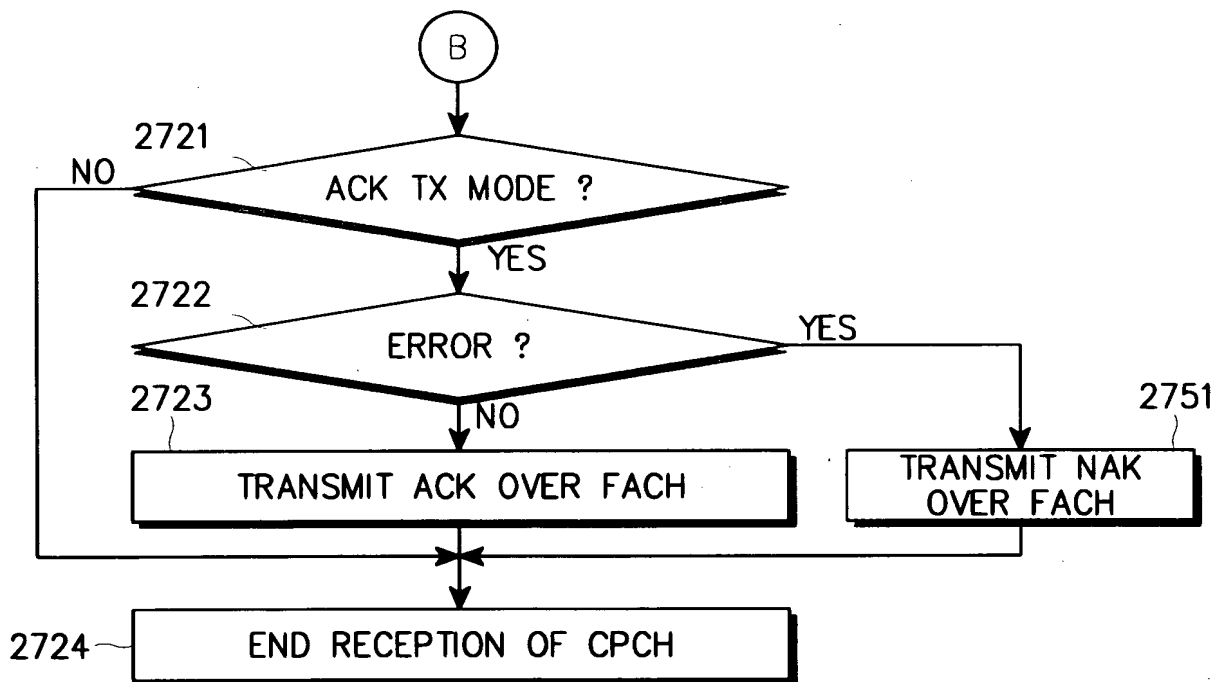 B
2721
NO
ACK TX MODE ?
YES
2722
ERROR ?
YES
2723
NO
2751
TRANSMIT ACK OVER FACH
TRANSMIT NAK
OVER FACH
2724
END RECEPTION OF CPCH